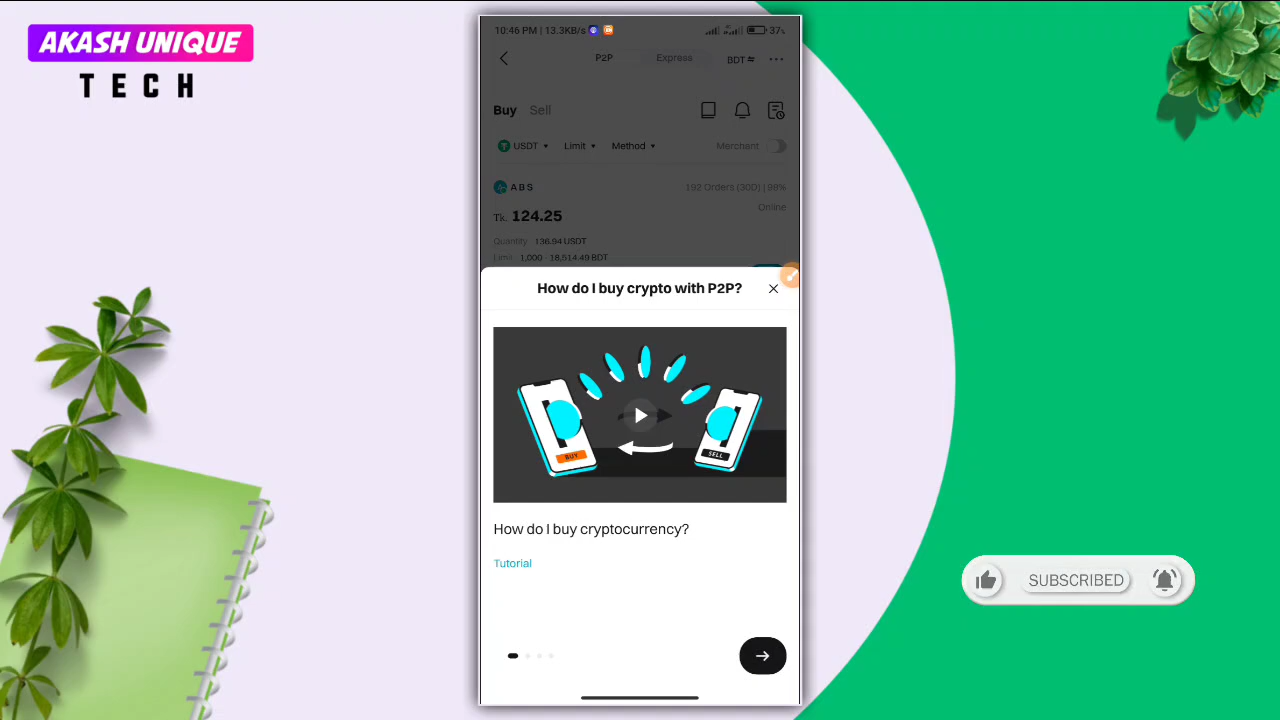 AKASH UNIQUE
TECH
10:46 PM | 13.3KB/s
37%
P2P
Express
BDT
Buy
Sell
USDT
Limit
Method
Merchant
ABS
192 Orders (30D) | 98%
Tk. 124.25
Online
Quantity 136.94 USDT
Limit 1,000 - 18,514.49 BDT
How do I buy crypto with P2P?
BUY
SELL
How do I buy cryptocurrency?
Tutorial
SUBSCRIBED